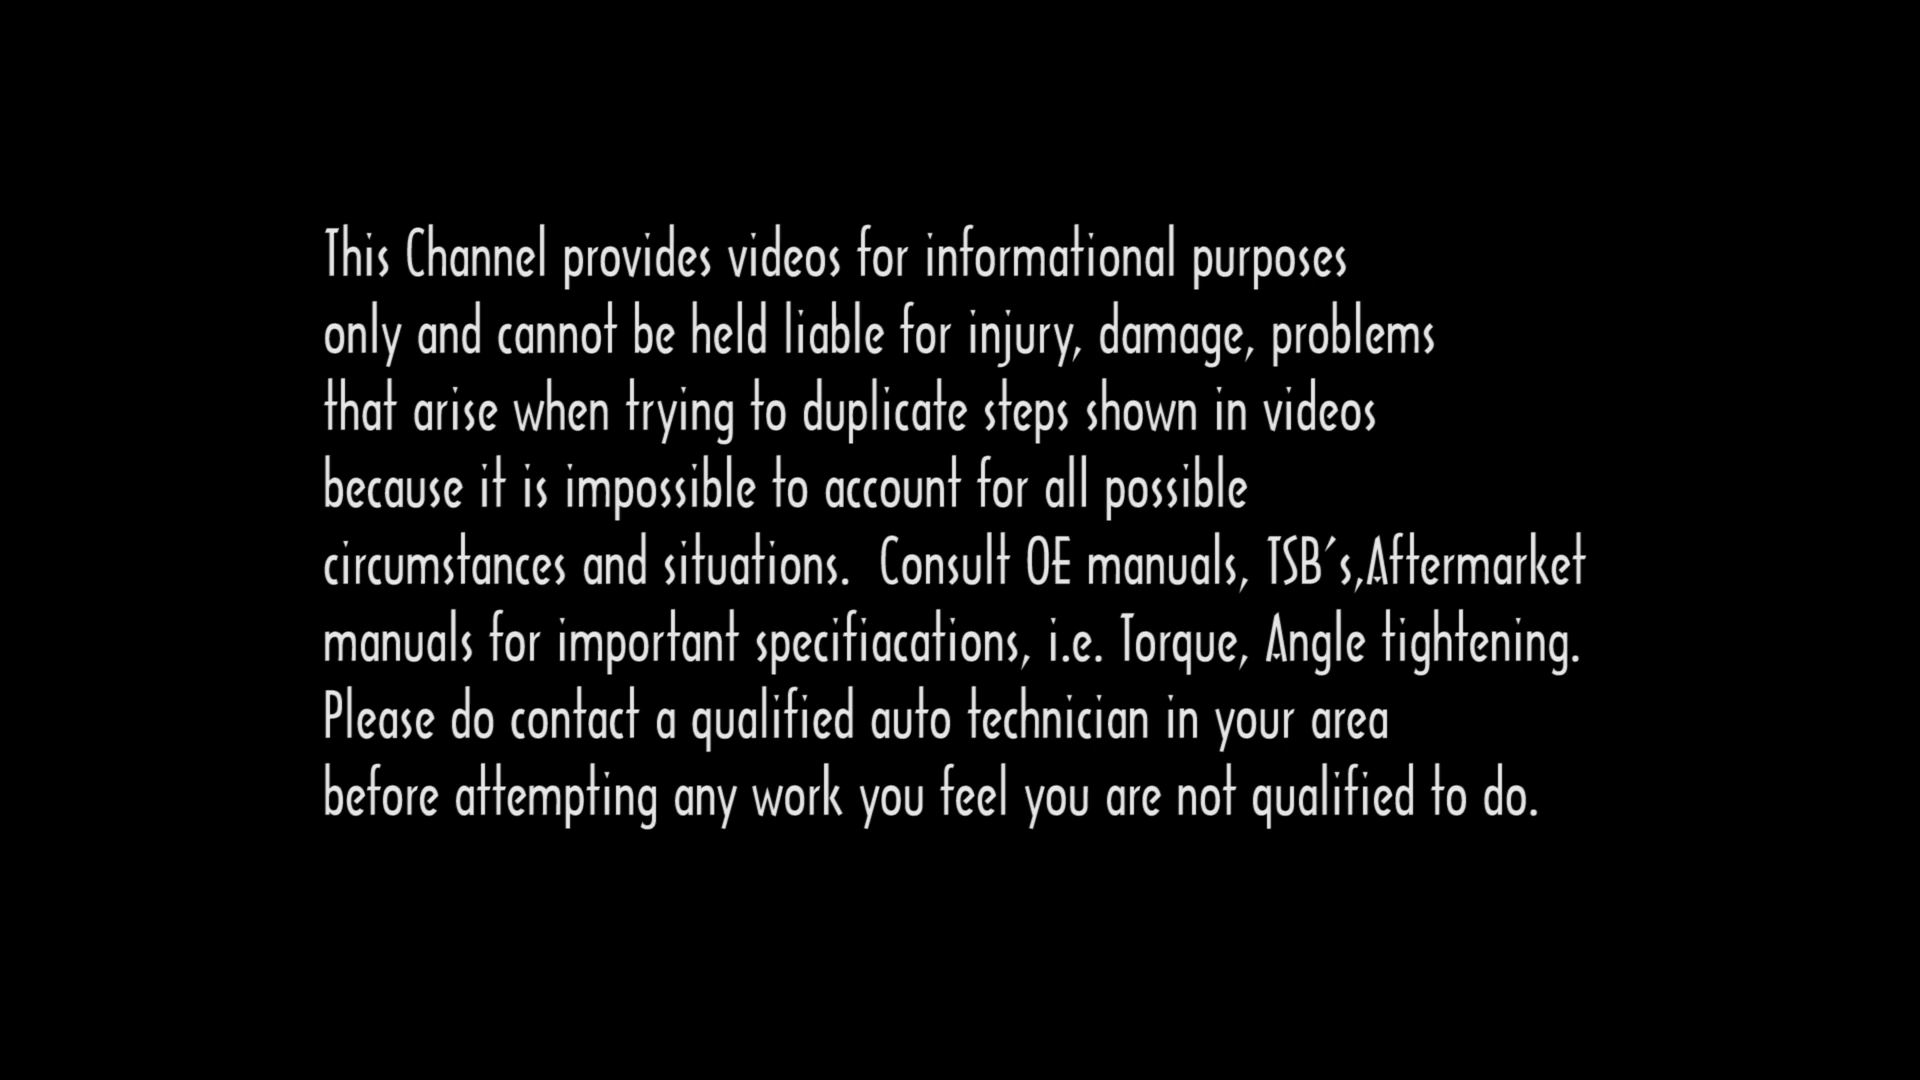 This Channel provides videos for informational purposes
only and cannot be held liable for injury, damage, problems
that arise when trying to duplicate steps shown in videos
because it is impossible to account for all possible
circumstances and situations.  Consult OE manuals, TSB's,Aftermarket
manuals for important specifiacations, i.e. Torque, Angle tightening.
Please do contact a qualified auto technician in your area
before attempting any work you feel you are not qualified to do.